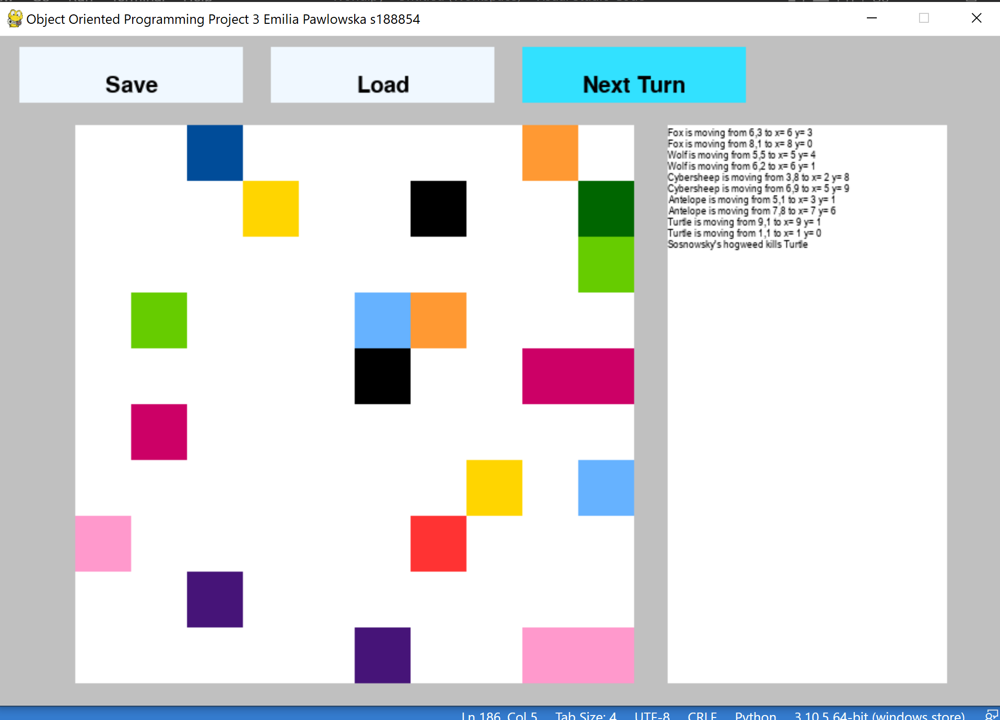 Object Oriented Programming Project 3 Emilia Pawlowska s188854
Save
Load
Next Turn
Fox is moving from 6,3 to x= 6 y= 3
Fox is moving from 8,1 to x= 8 y= 0
Wolf is moving from 5,5 to x= 5 y= 4
Wolf is moving from 6,2 to x= 6 y= 1
Cybersheep is moving from 3,8 to x= 2 y= 8
Cybersheep is moving from 6,9 to x= 5 y= 9
Antelope is moving from 5,1 to x= 3 y= 1
Antelope is moving from 7,8 to x= 7 y= 6
Turtle is moving from 9,1 to x= 9 y= 1
Turtle is moving from 1,1 to x= 1 y= 0
Sosnowsky's hogweed kills Turtle
Ln 186, Col 5 Tab Size: 4 UTF-8 CRLF Python 3.10.5 64-bit (windows store)